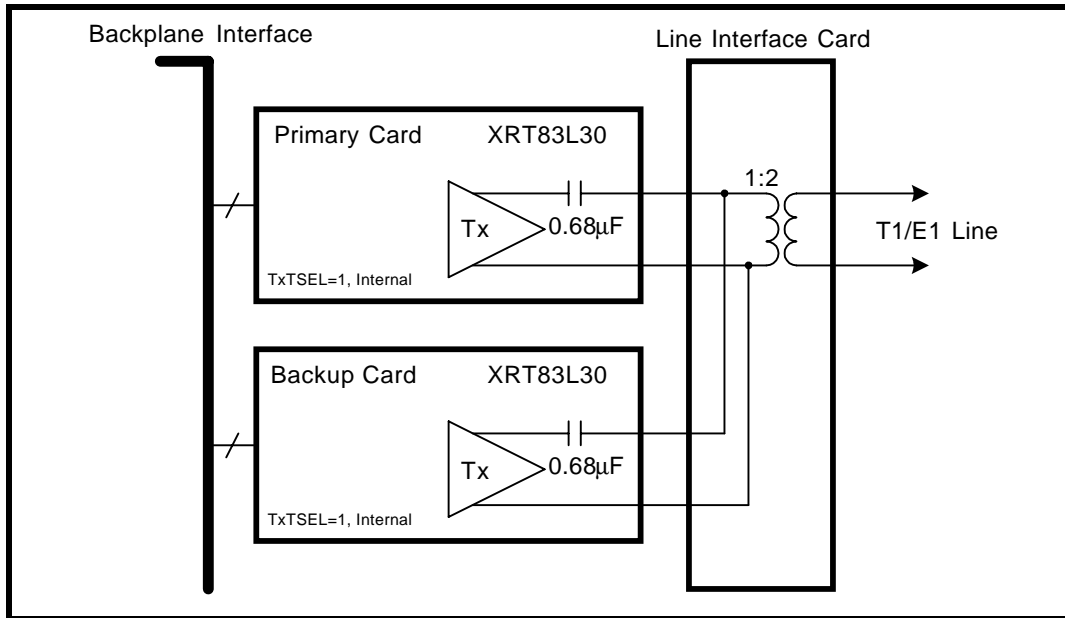 Backplane Interface
Line Interface Card
Primary Card XRT83L30
Tx
0.68µF
TxTSEL=1, Internal
1:2
T1/E1 Line
Backup Card XRT83L30
Tx
0.68µF
TxTSEL=1, Internal